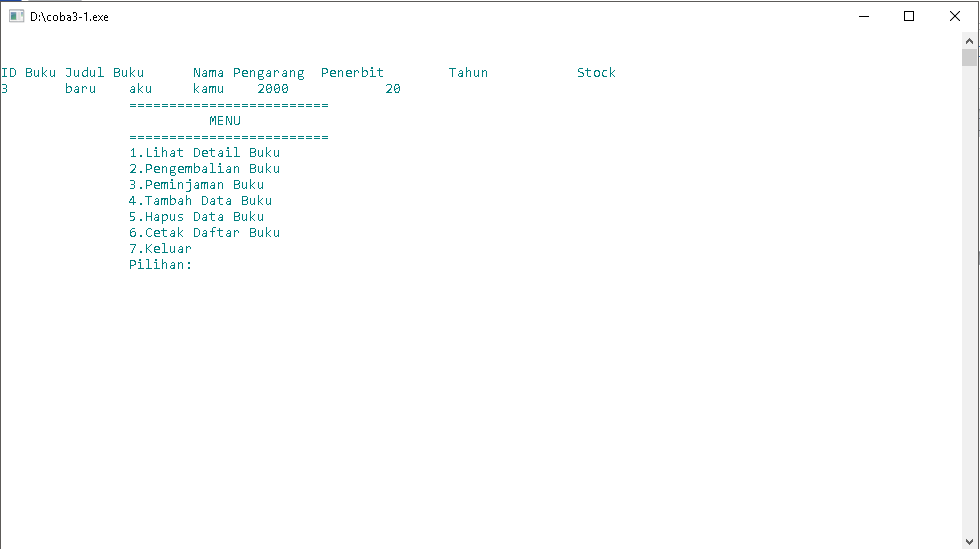 D:\coba3-1.exe
ID Buku Judul Buku      Nama Pengarang  Penerbit        Tahun           Stock
3       baru    aku     kamu    2000            20
=========================
MENU
=========================
1.Lihat Detail Buku
2.Pengembalian Buku
3.Peminjaman Buku
4.Tambah Data Buku
5.Hapus Data Buku
6.Cetak Daftar Buku
7.Keluar
Pilihan: